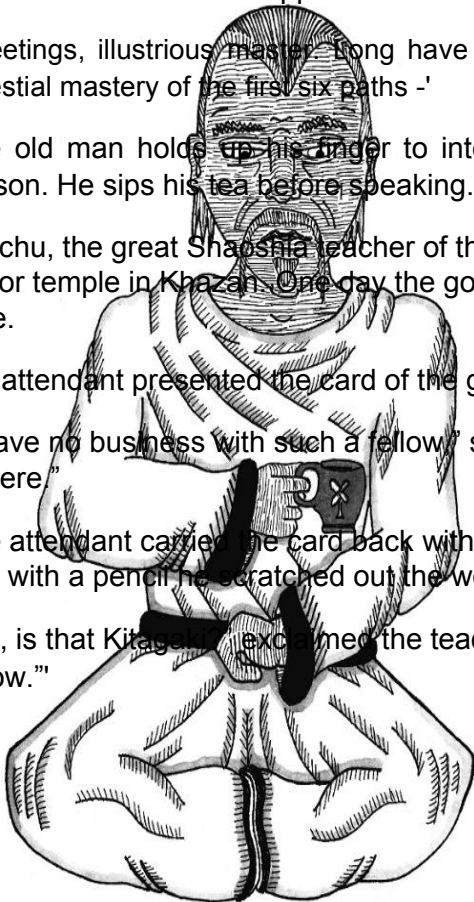 eetings, illustrious master. Long have
estial mastery of the first six paths -'
e old man holds up his finger to inte
son. He sips his tea before speaking.
chu, the great Shaoshia teacher of th
or temple in Khazan. One day the go
e.
attendant presented the card of the g
ave no business with such a fellow," s
ere."
e attendant carried the card back with
with a pencil he scratched out the wo
, is that Kitagaki?" exclaimed the teac
ow."'